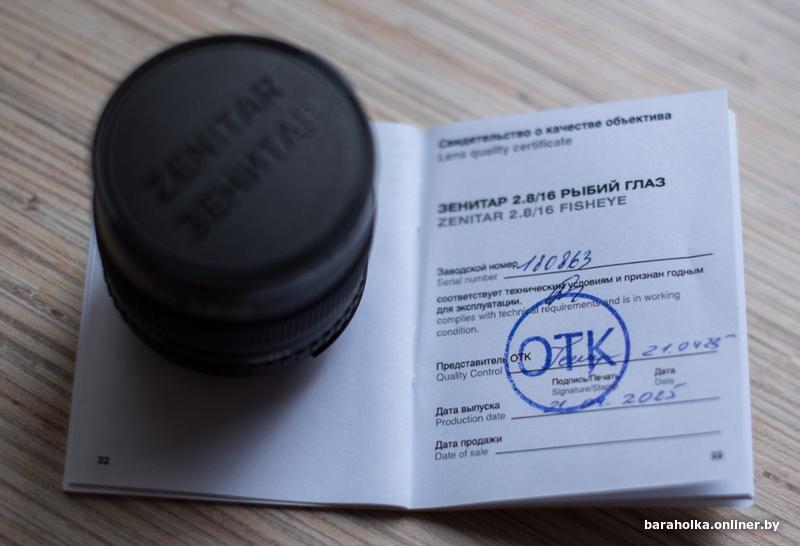 ZENITAR
ЗЕНИТАР
Свидетельство о качестве объектива
Lens quality certificate
ЗЕНИТАР 2.8/16 РЫБИЙ ГЛАЗ
ZENITAR 2.8/16 FISHEYE
Заводской номер 180863
Serial number
соответствует техническим условиям и признан годным
для эксплуатации.
complies with technical requirements and is in working
condition.
Представитель ОТК
Quality Control
ОТК
Подпись/Печать
Signature/Stamp
Дата
Data
Дата выпуска
Production date
Дата продажи
Date of sale
32
33
baraholka.onliner.by